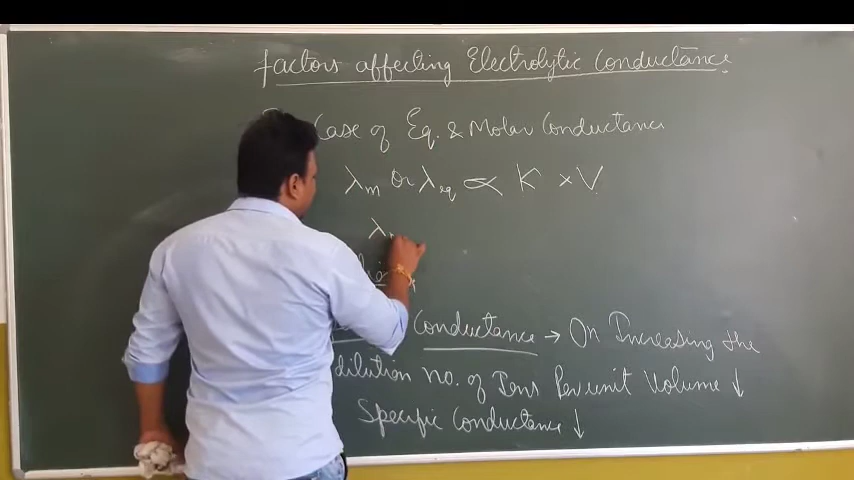 Factors affecting Electrolytic Conductance
Case of Eq. & Molar Conductance
λm Or λeq ∝ K × V
λ
Conductance → On Increasing the
dilution no. of Ions Per unit Volume ↓
Specific Conductance ↓